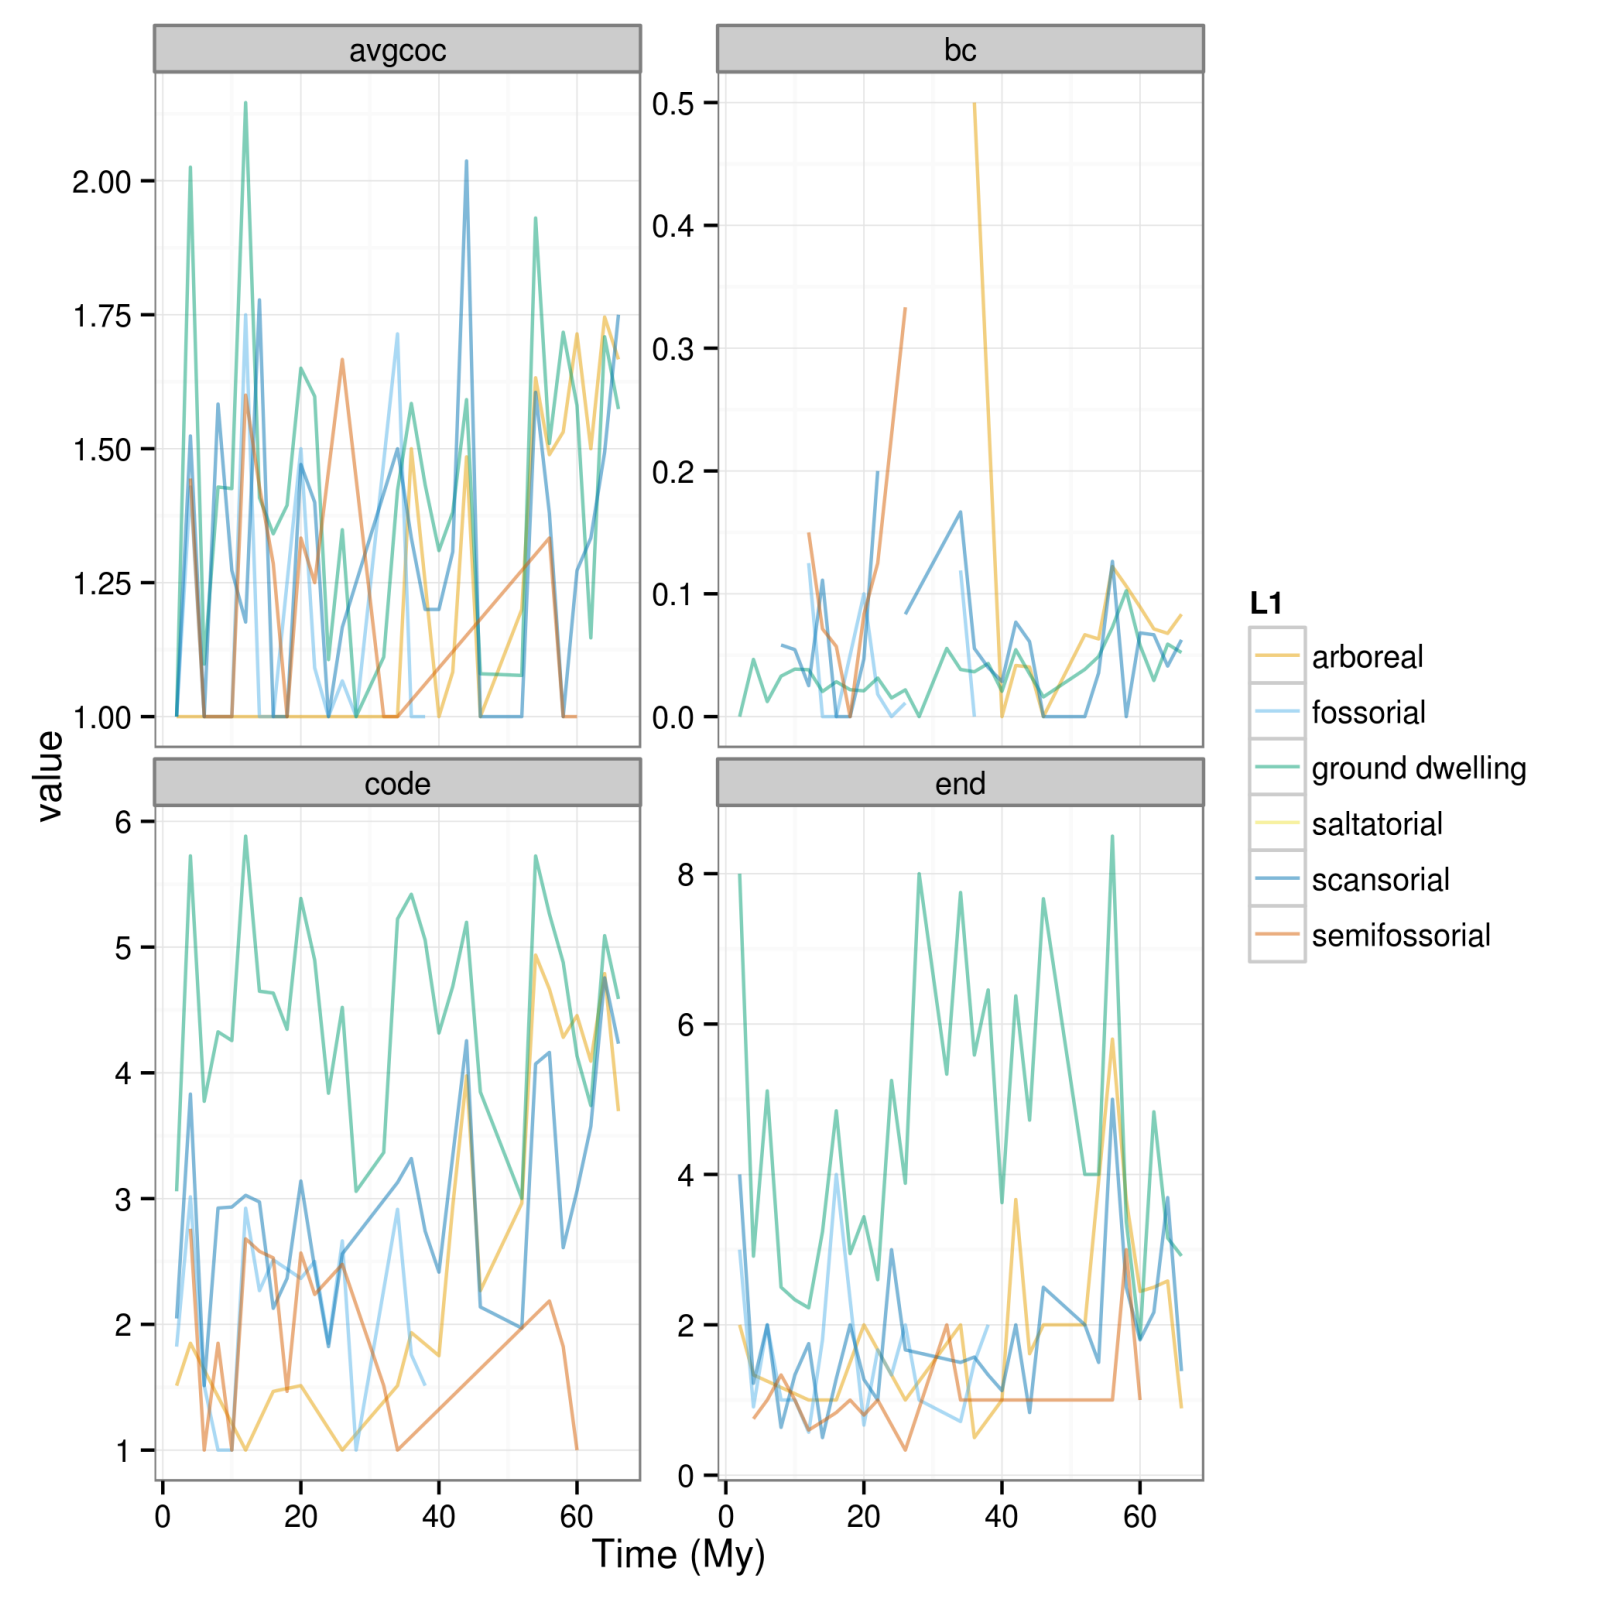 avgcoc
bc
2.00
1.75
1.50
1.25
1.00
0.5
0.4
0.3
0.2
0.1
0.0
value
code
end
6
5
4
3
2
1
8
6
4
2
0
0 20 40 60
0 20 40 60
Time (My)
L1
arboreal
fossorial
ground dwelling
saltatorial
scansorial
semifossorial